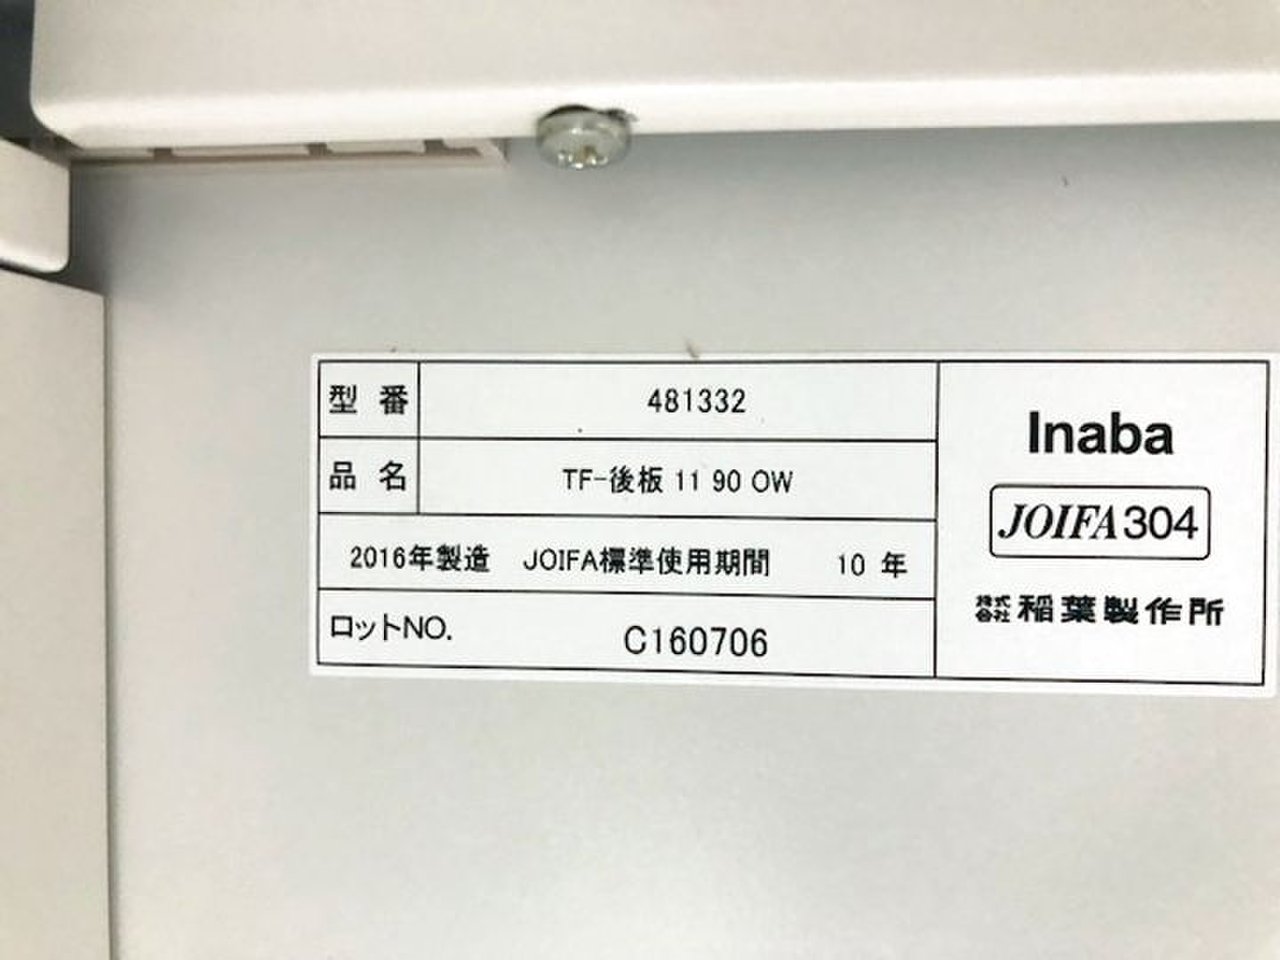 型番 481332
品名 TF-後板 11 90 OW
2016年製造 JOIFA標準使用期間 10 年
ロットNO. C160706
Inaba
JOIFA304
株式会社 稲葉製作所